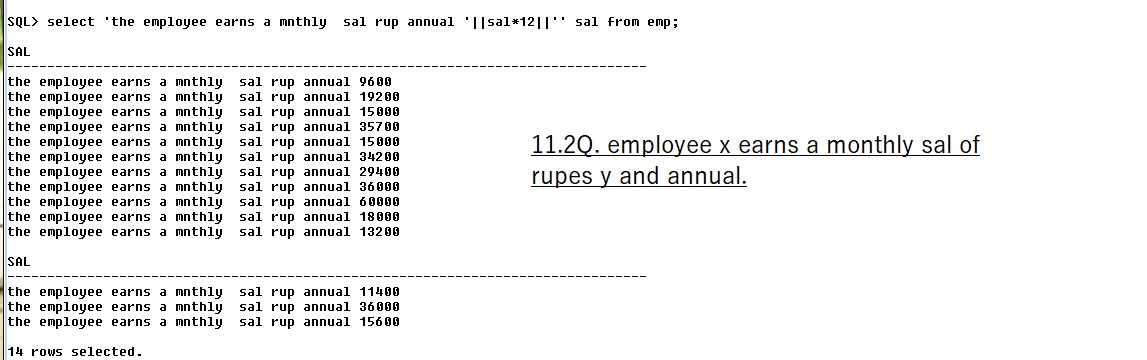 SQL> select 'the employee earns a mnthly  sal rup annual '||sal*12||'' sal from emp;
SAL
--------------------------------------------------------------------------------
the employee earns a mnthly  sal rup annual 9600
the employee earns a mnthly  sal rup annual 19200
the employee earns a mnthly  sal rup annual 15000
the employee earns a mnthly  sal rup annual 35700
the employee earns a mnthly  sal rup annual 15000
the employee earns a mnthly  sal rup annual 34200
the employee earns a mnthly  sal rup annual 29400
the employee earns a mnthly  sal rup annual 36000
the employee earns a mnthly  sal rup annual 60000
the employee earns a mnthly  sal rup annual 18000
the employee earns a mnthly  sal rup annual 13200
SAL
--------------------------------------------------------------------------------
the employee earns a mnthly  sal rup annual 11400
the employee earns a mnthly  sal rup annual 36000
the employee earns a mnthly  sal rup annual 15600
14 rows selected.
11.2Q. employee x earns a monthly sal of
rupes y and annual.